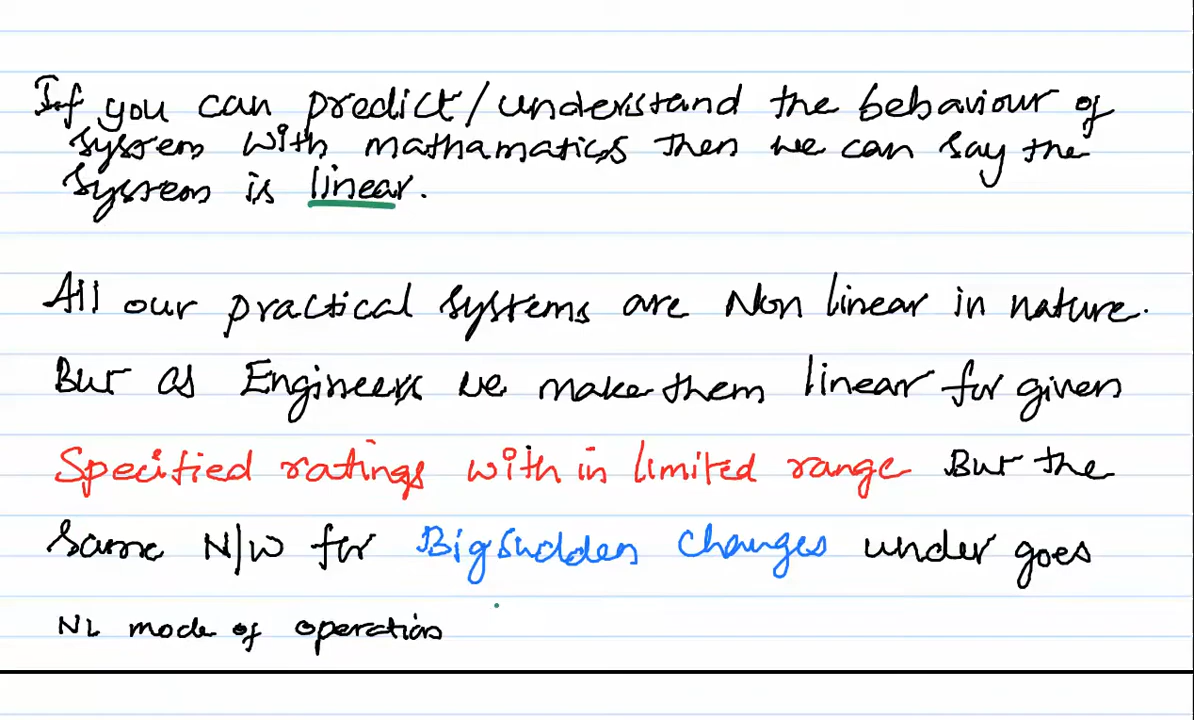 If you can predict/understand the behaviour of
system with mathamatics then we can say the
system is linear.
All our practical systems are Non linear in nature.
But as Engineers we make them linear for given
Specified ratings with in limited range But the
same N/W for Big sudden changes under goes
NL mode of operation